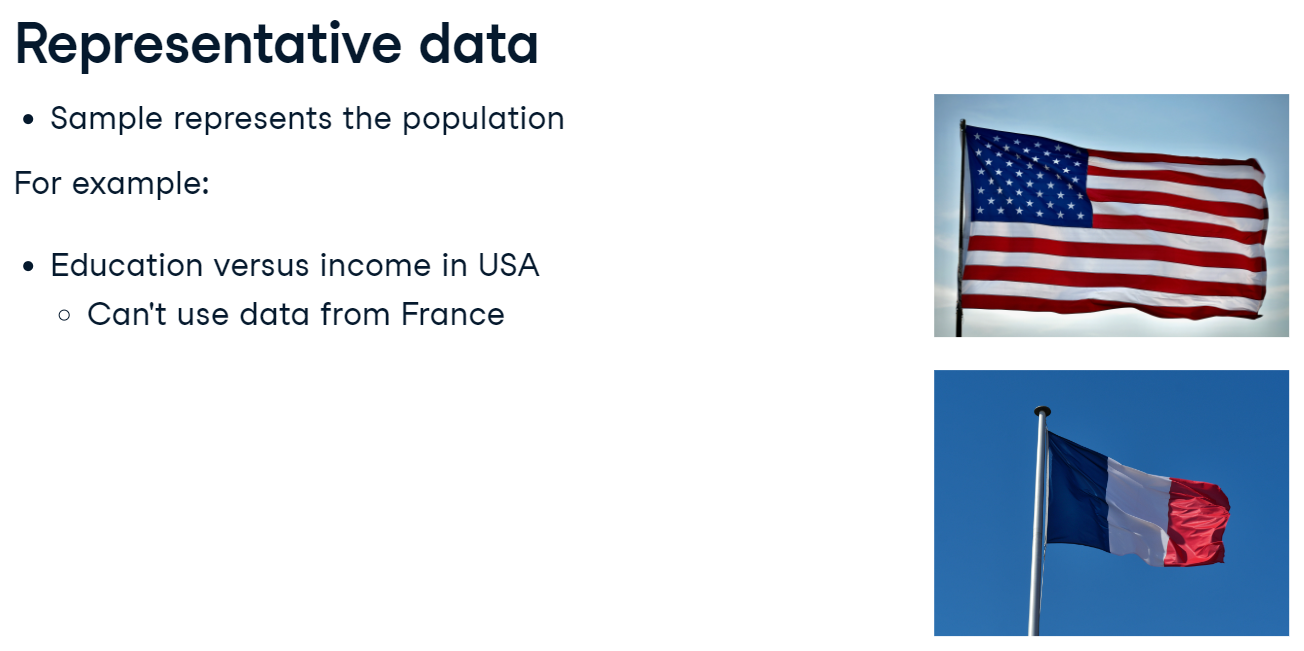 Representative data
• Sample represents the population
For example:
• Education versus income in USA
○ Can't use data from France